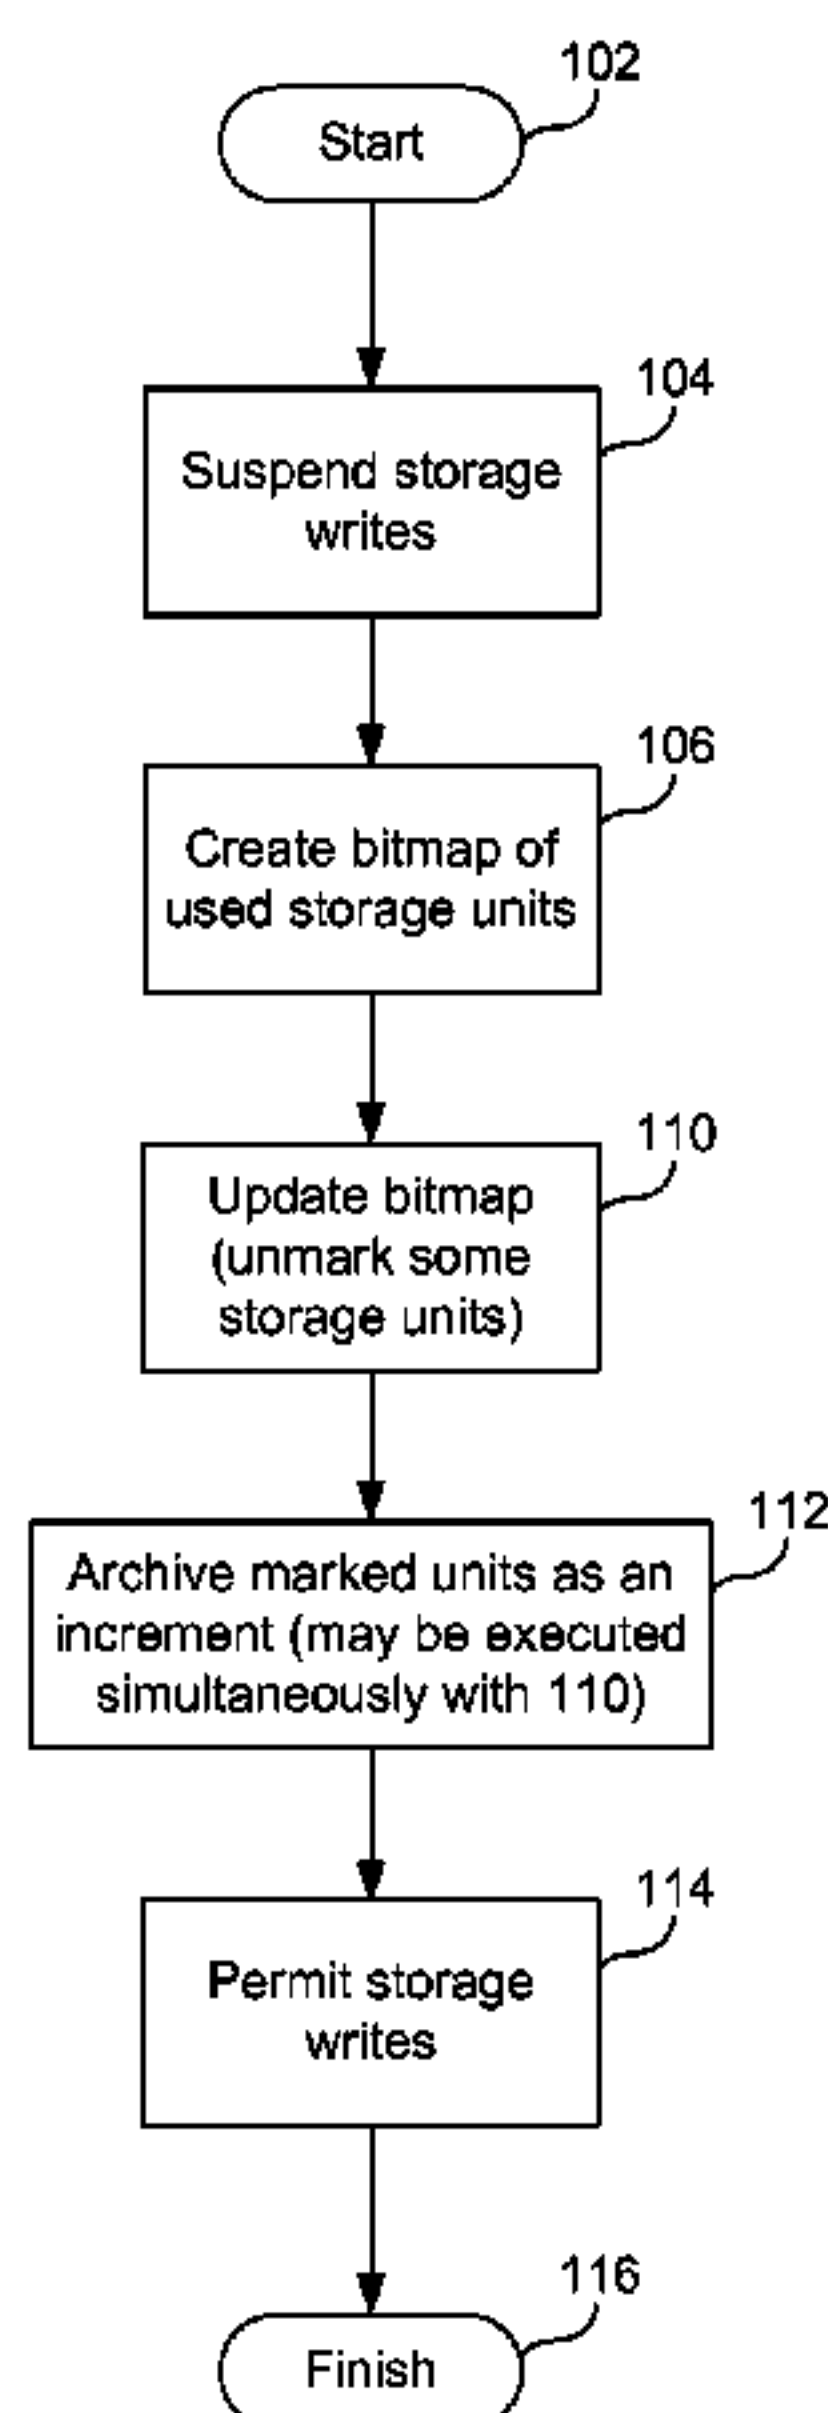 102
Start
104
Suspend storage
writes
106
Create bitmap of
used storage units
110
Update bitmap
(unmark some
storage units)
112
Archive marked units as an
increment (may be executed
simultaneously with 110)
114
Permit storage
writes
116
Finish